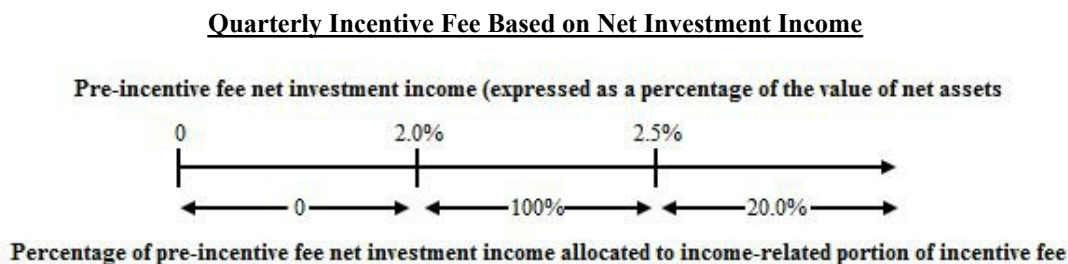 Quarterly Incentive Fee Based on Net Investment Income
Pre-incentive fee net investment income (expressed as a percentage of the value of net assets
0 2.0% 2.5%
0 100% 20.0%
Percentage of pre-incentive fee net investment income allocated to income-related portion of incentive fee